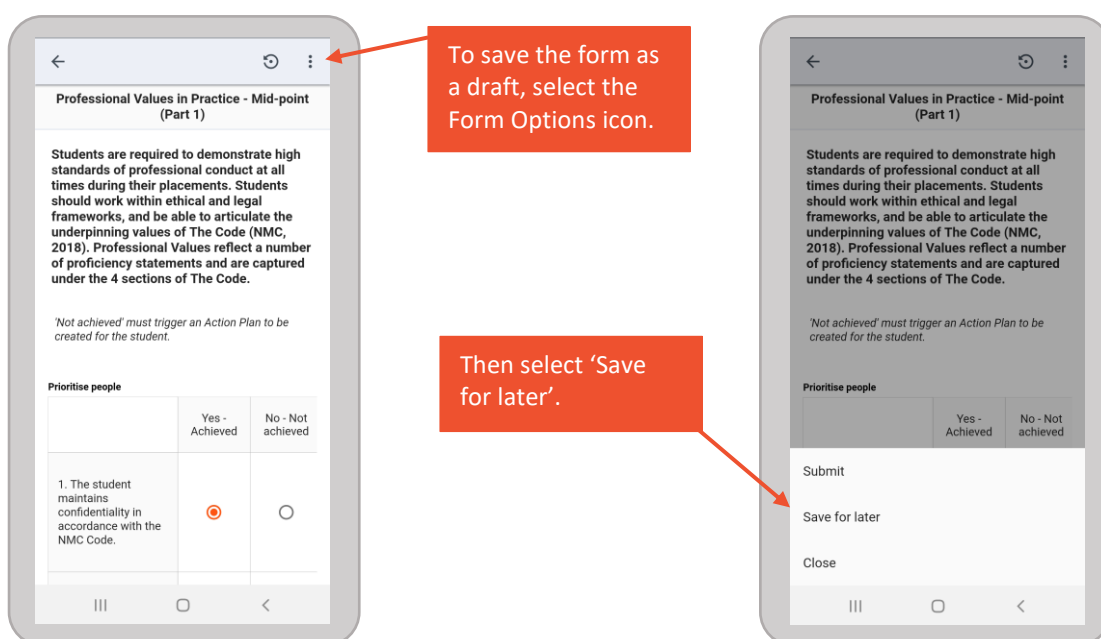 Professional Values in Practice - Mid-point
(Part 1)
Students are required to demonstrate high
standards of professional conduct at all
times during their placements. Students
should work within ethical and legal
frameworks, and be able to articulate the
underpinning values of The Code (NMC,
2018). Professional Values reflect a number
of proficiency statements and are captured
under the 4 sections of The Code.
'Not achieved' must trigger an Action Plan to be
created for the student.
Prioritise people
Yes -
Achieved
No - Not
achieved
1. The student
maintains
confidentiality in
accordance with the
NMC Code.
To save the form as
a draft, select the
Form Options icon.
Then select ‘Save
for later’.
Professional Values in Practice - Mid-point
(Part 1)
Students are required to demonstrate high
standards of professional conduct at all
times during their placements. Students
should work within ethical and legal
frameworks, and be able to articulate the
underpinning values of The Code (NMC,
2018). Professional Values reflect a number
of proficiency statements and are captured
under the 4 sections of The Code.
'Not achieved' must trigger an Action Plan to be
created for the student.
Prioritise people
Yes -
Achieved
No - Not
achieved
Submit
Save for later
Close